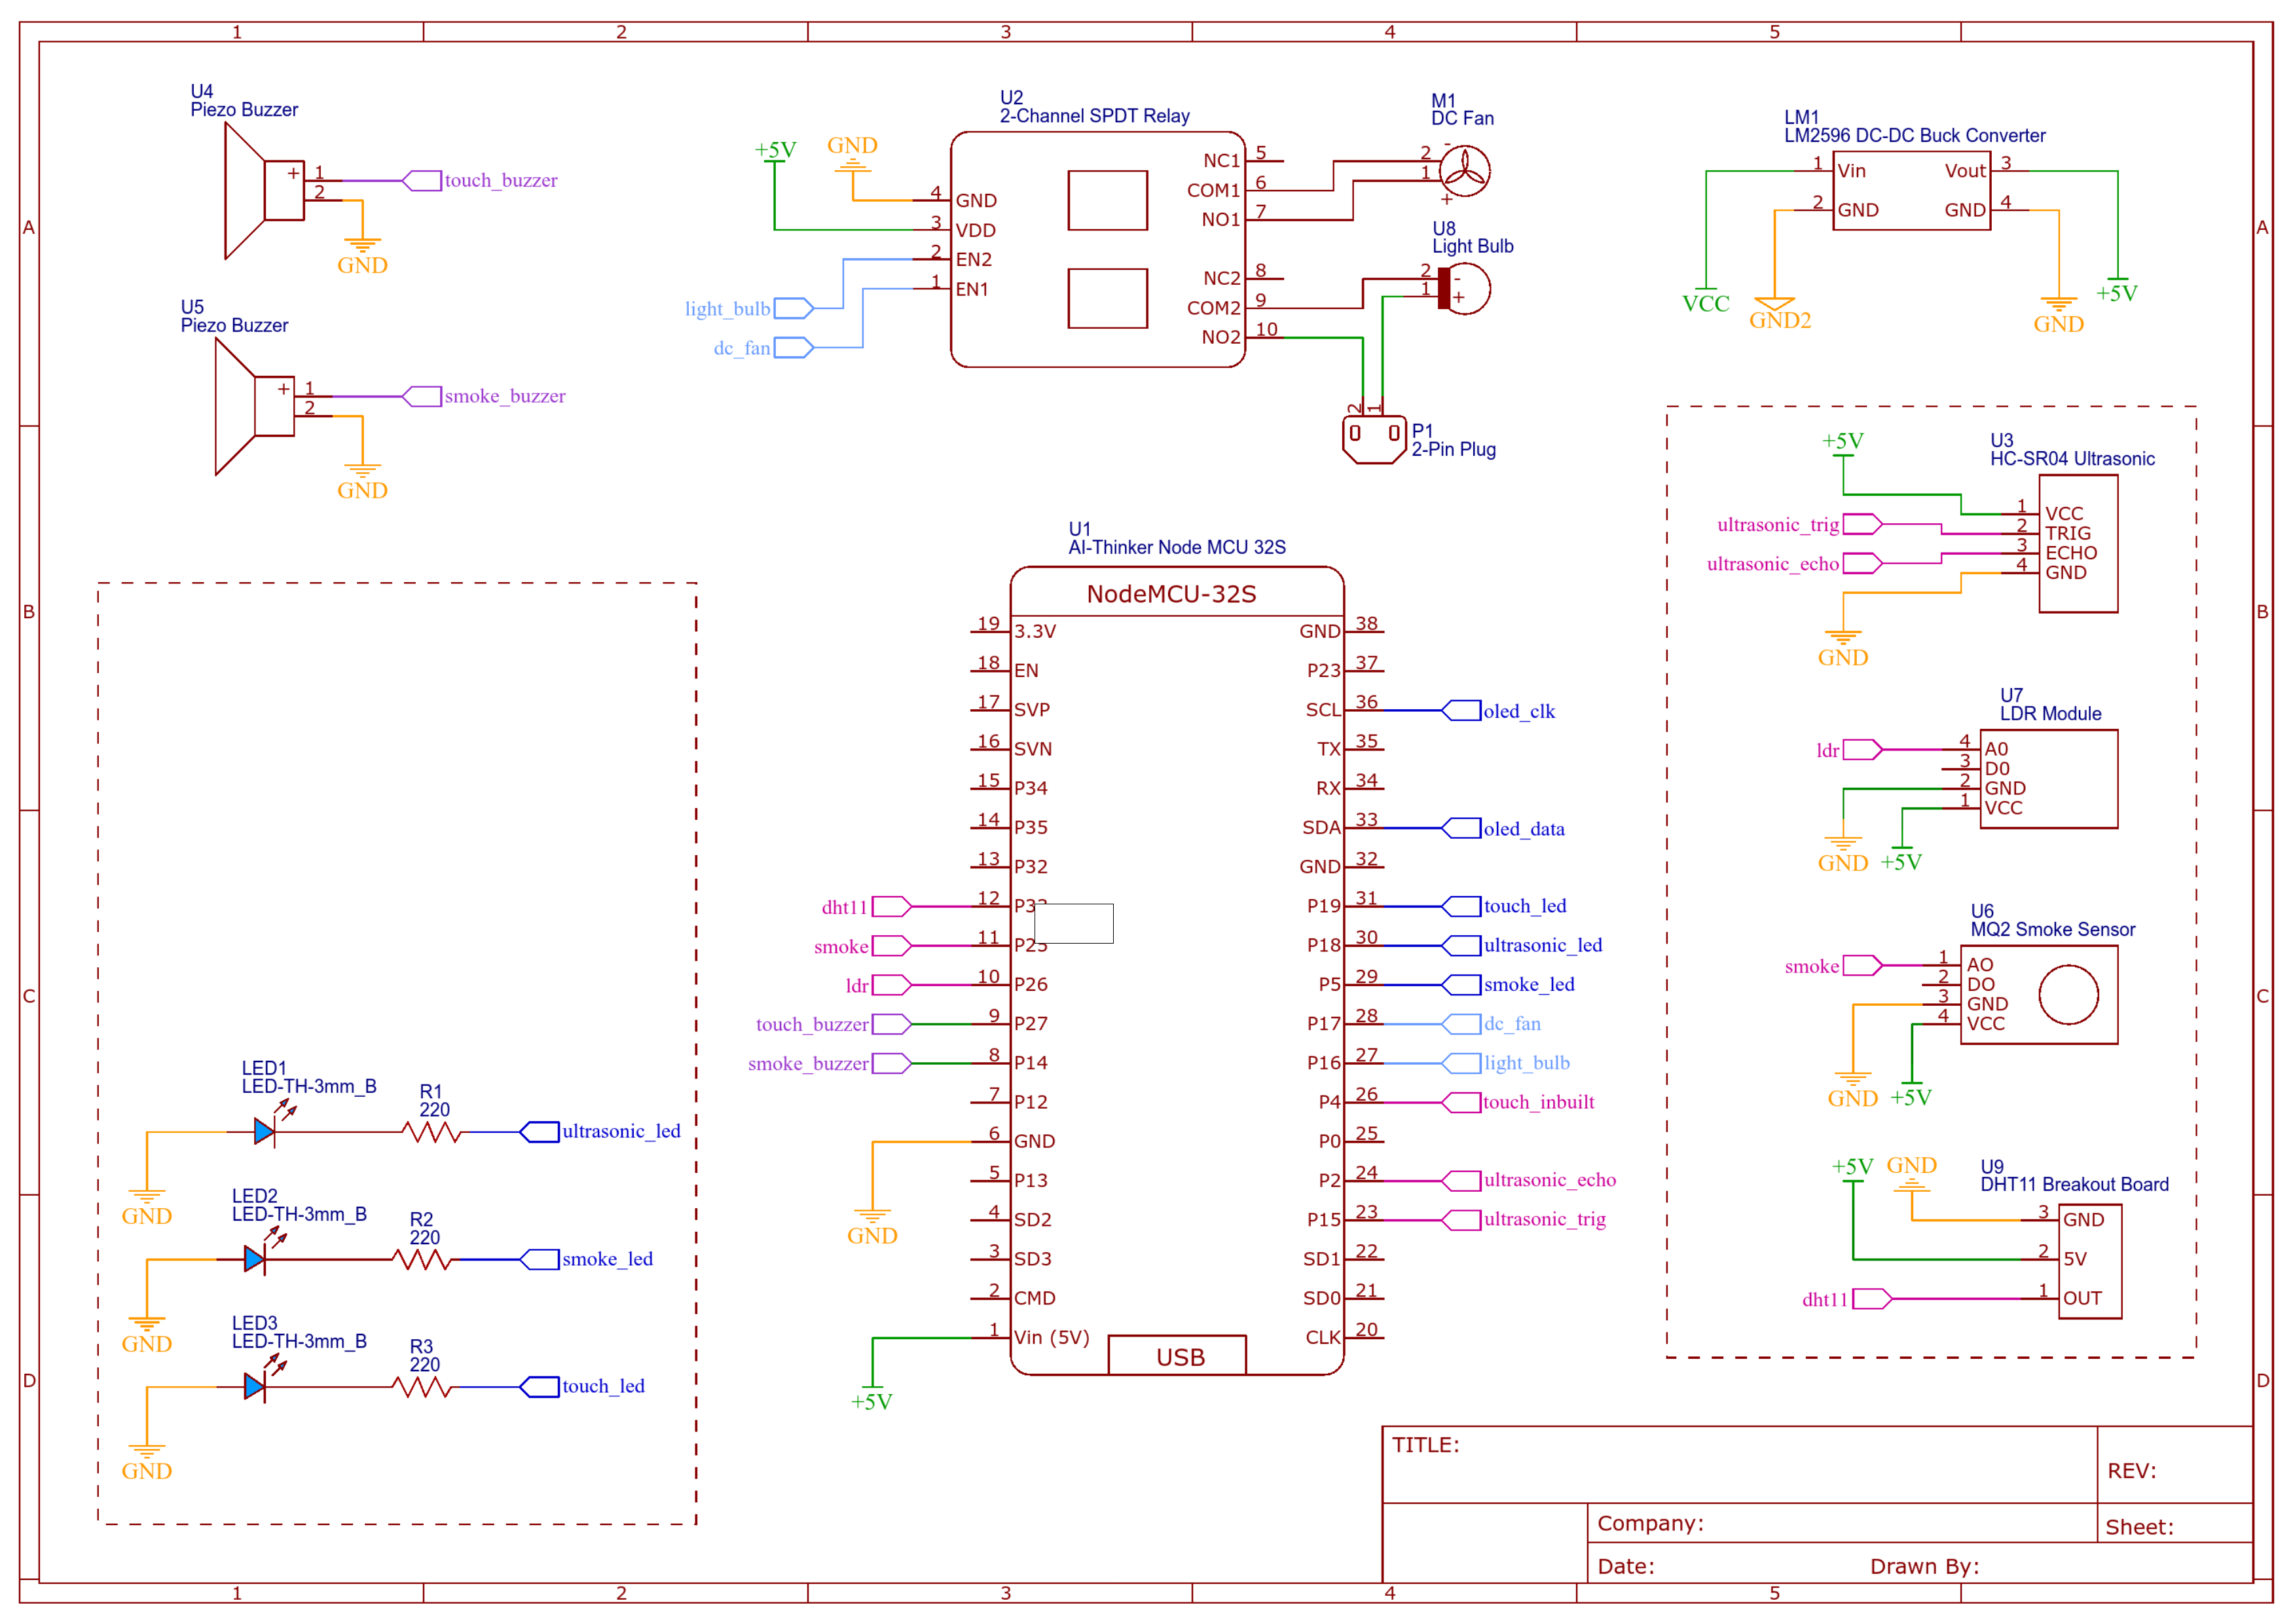 1 2 3 4 5
A
B
C
D
A
B
C
D
1 2 3 4 5
U4
Piezo Buzzer
+
1
2
touch_buzzer
GND
U5
Piezo Buzzer
+
1
2
smoke_buzzer
GND
U2
2-Channel SPDT Relay
+5V
GND
4 GND
3 VDD
2 EN2
1 EN1
light_bulb
dc_fan
NC1 5
COM1 6
NO1 7
NC2 8
COM2 9
NO2 10
M1
DC Fan
2 -
1 +
U8
Light Bulb
2 -
1 +
2 1
P1
2-Pin Plug
LM1
LM2596 DC-DC Buck Converter
1 Vin Vout 3
2 GND GND 4
VCC
GND2
GND
+5V
U3
HC-SR04 Ultrasonic
+5V
1 VCC
ultrasonic_trig 2 TRIG
ultrasonic_echo 3 ECHO
4 GND
GND
U7
LDR Module
ldr 4 A0
3 D0
2 GND
1 VCC
GND +5V
U6
MQ2 Smoke Sensor
smoke 1 AO
2 DO
3 GND
4 VCC
GND +5V
U9
DHT11 Breakout Board
+5V GND
3 GND
2 5V
dht11 1 OUT
U1
AI-Thinker Node MCU 32S
NodeMCU-32S
19 3.3V GND 38
18 EN P23 37
17 SVP SCL 36 oled_clk
16 SVN TX 35
15 P34 RX 34
14 P35 SDA 33 oled_data
13 P32 GND 32
dht11 12 P33 P19 31 touch_led
smoke 11 P25 P18 30 ultrasonic_led
ldr 10 P26 P5 29 smoke_led
touch_buzzer 9 P27 P17 28 dc_fan
smoke_buzzer 8 P14 P16 27 light_bulb
7 P12 P4 26 touch_inbuilt
6 GND P0 25
5 P13 P2 24 ultrasonic_echo
4 SD2 P15 23 ultrasonic_trig
GND
3 SD3 SD1 22
2 CMD SD0 21
1 Vin (5V) CLK 20
USB
+5V
LED1
LED-TH-3mm_B
R1
220
ultrasonic_led
GND
LED2
LED-TH-3mm_B
R2
220
smoke_led
GND
LED3
LED-TH-3mm_B
R3
220
touch_led
GND
TITLE:
REV:
Company:
Sheet:
Date: Drawn By: